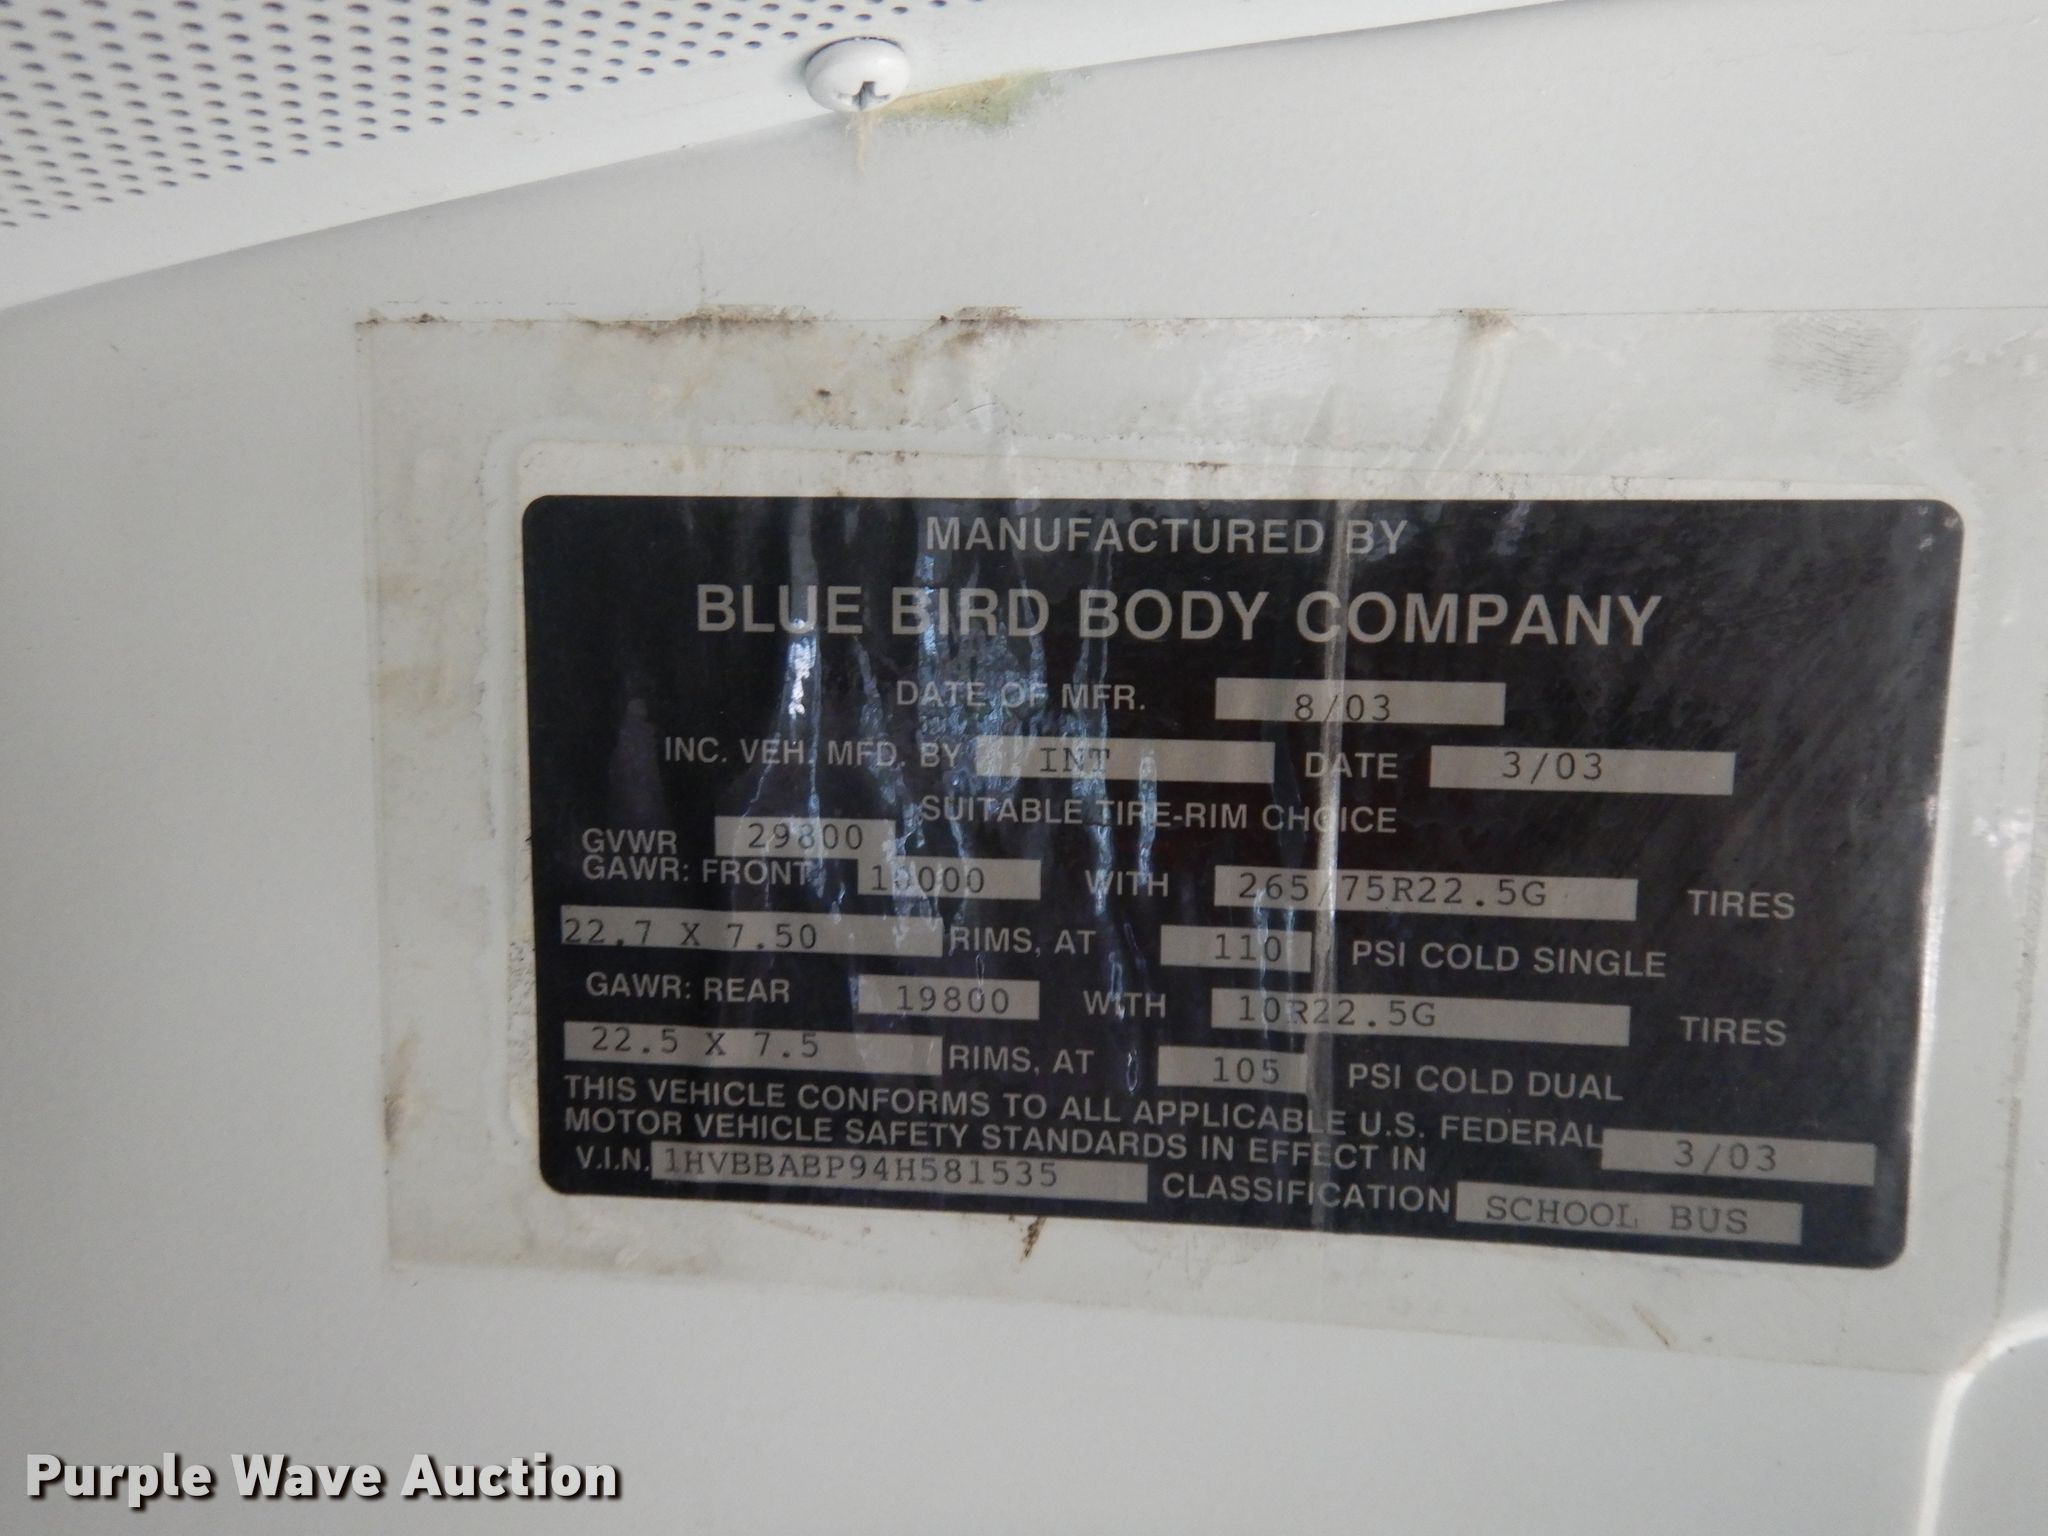 MANUFACTURED BY
BLUE BIRD BODY COMPANY
DATE OF MFR. 8/03
INC. VEH. MFD. BY INT DATE 3/03
SUITABLE TIRE-RIM CHOICE
GVWR 29800
GAWR: FRONT 10000 WITH 265/75R22.5G TIRES
22.7 X 7.50 RIMS, AT 110 PSI COLD SINGLE
GAWR: REAR 19800 WITH 10R22.5G TIRES
22.5 X 7.5 RIMS, AT 105 PSI COLD DUAL
THIS VEHICLE CONFORMS TO ALL APPLICABLE U.S. FEDERAL
MOTOR VEHICLE SAFETY STANDARDS IN EFFECT IN 3/03
V.I.N. 1HVBBABP94H581535 CLASSIFICATION SCHOOL BUS
Purple Wave Auction